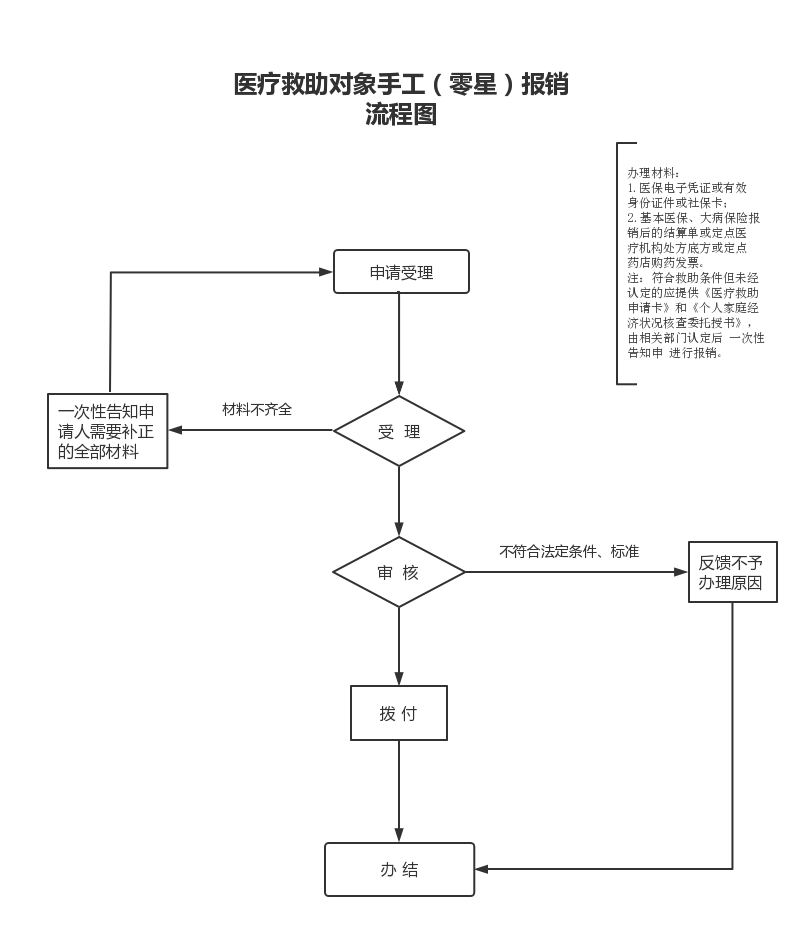 医疗救助对象手工（零星）报销
流程图
办理材料：
1.医保电子凭证或有效
身份证件或社保卡；
2.基本医保、大病保险报
销后的结算单或定点医
疗机构处方底方或定点
药店购药发票。
注：符合救助条件但未经
认定的应提供《医疗救助
申请卡》和《个人家庭经
济状况核查委托授书》，
由相关部门认定后 一次性
告知申 进行报销。
申请受理
一次性告知申
请人需要补正
的全部材料
材料不齐全
受 理
不符合法定条件、标准
审 核
反馈不予
办理原因
拨 付
办 结